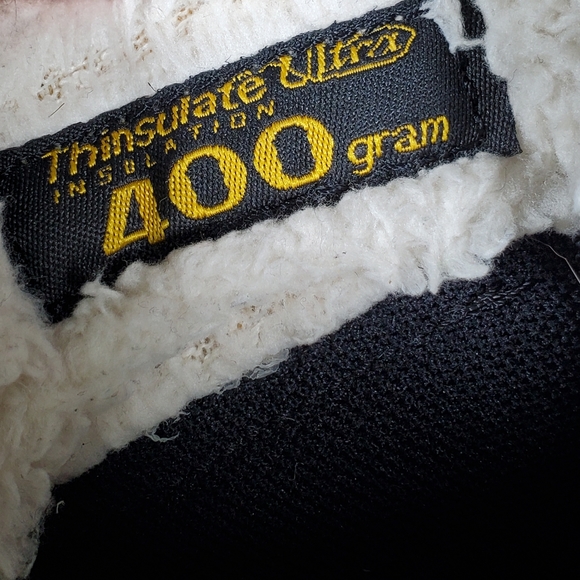 Thinsulate Ultra
INSULATION
400 gram